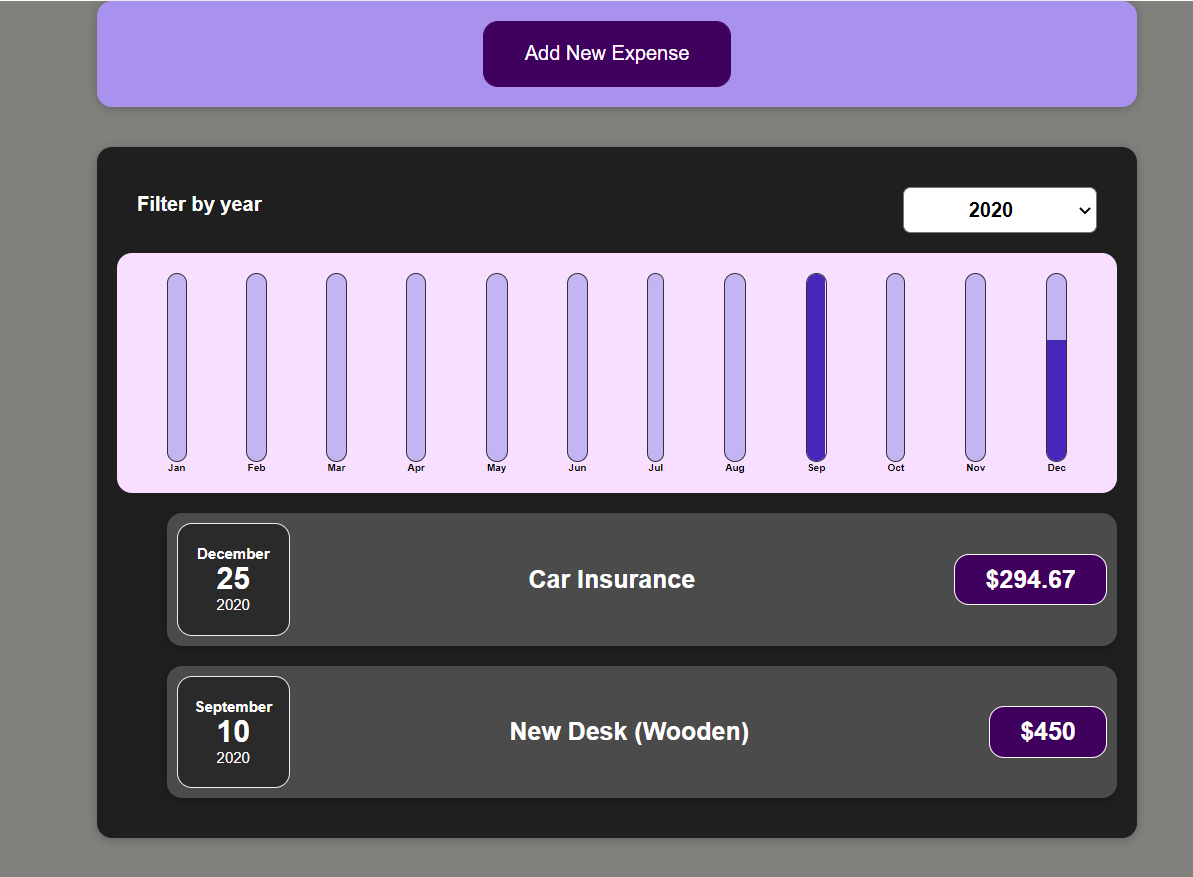 Add New Expense
Filter by year
2020
Jan Feb Mar Apr May Jun Jul Aug Sep Oct Nov Dec
December
25
2020
Car Insurance
$294.67
September
10
2020
New Desk (Wooden)
$450